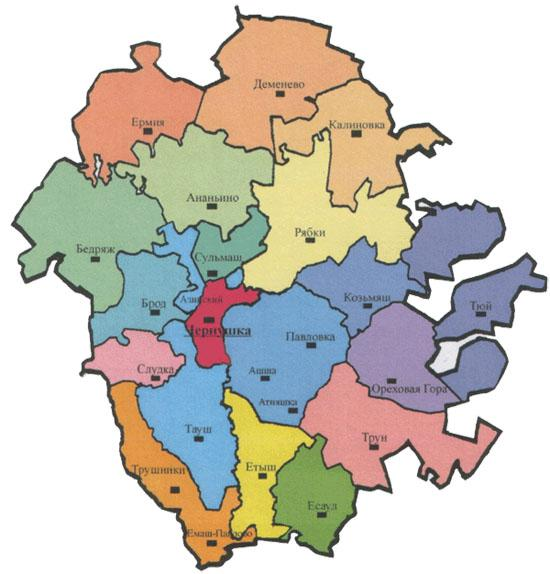 Деменево
Ермия
Калиновка
Ананьино
Рябки
Бедряж
Сульмаш
Брод
Азинский
Козьмяш
Тюй
Чернушка
Павловка
Слудка
Ашша
Ореховая Гора
Атняшка
Тауш
Трун
Етыш
Трушники
Есаул
Емаш-Павлово